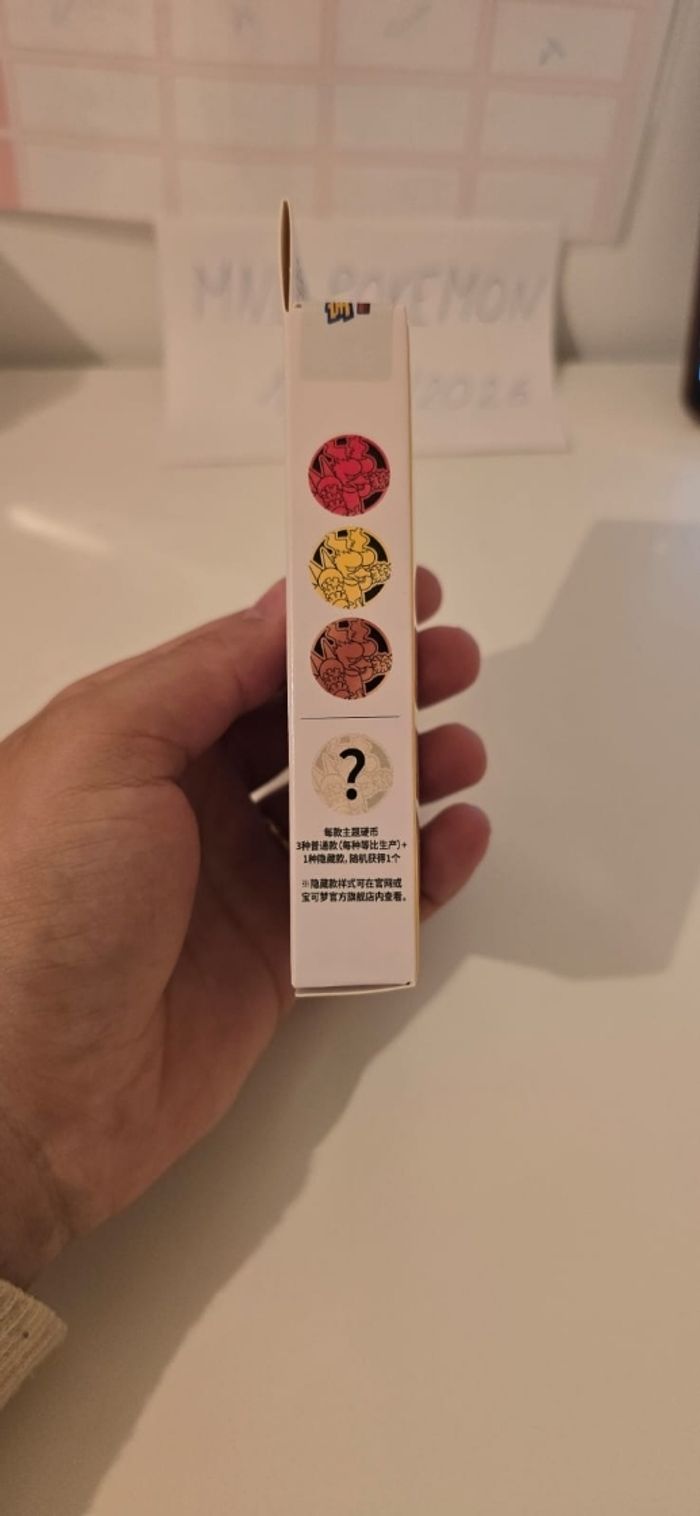 POKEMON
/2026
?
每款主题硬币
3种普通款(每种等比生产)+
1种隐藏款,随机获得1个
※隐藏款样式可在官网或
宝可梦官方旗舰店内查看。